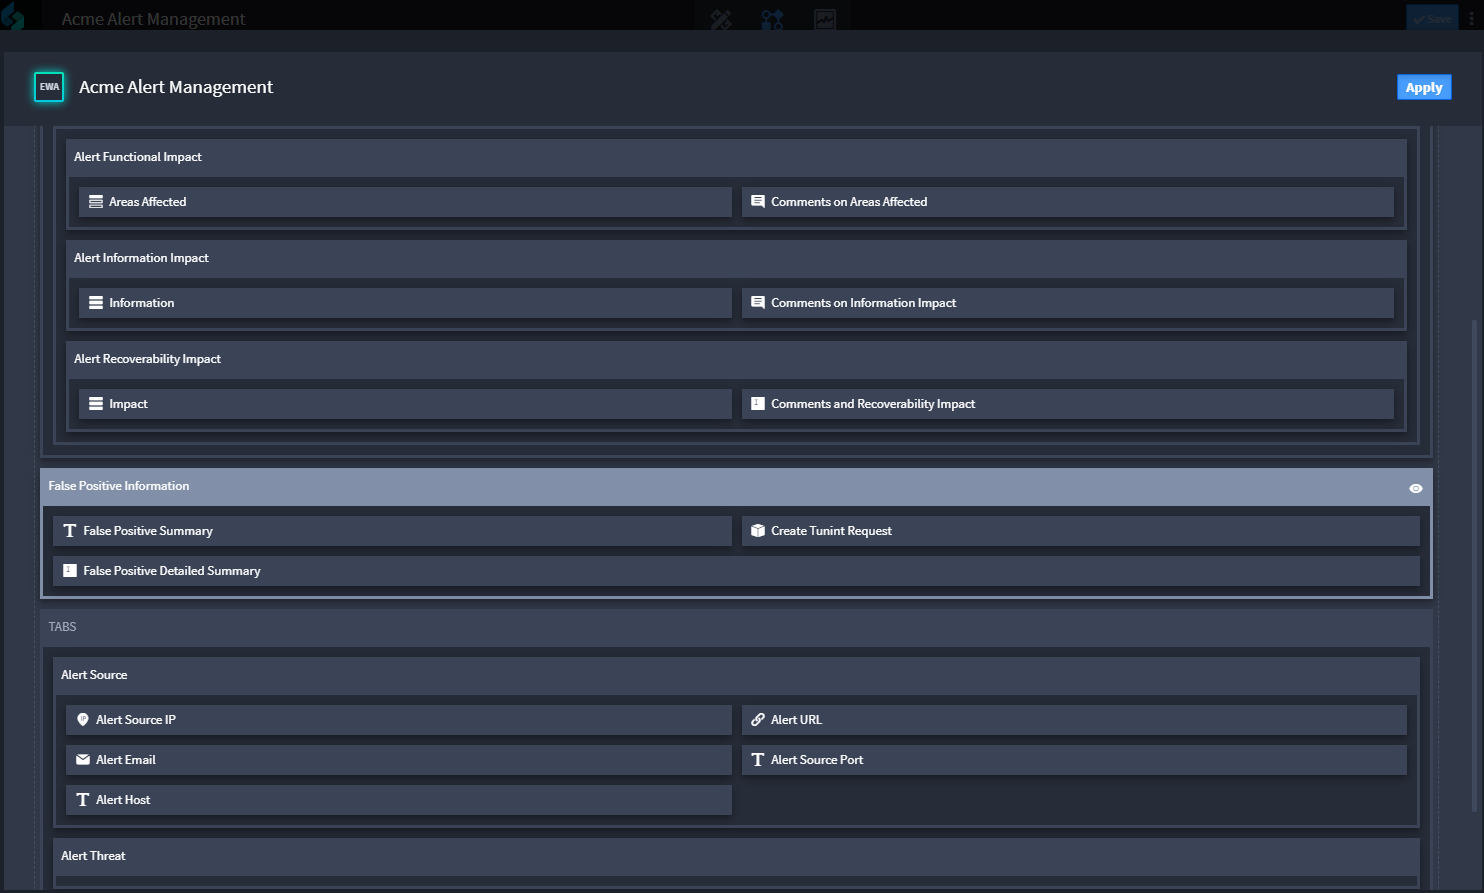 Acme Alert Management
Save
EWA
Acme Alert Management
Apply
Alert Functional Impact
Areas Affected
Comments on Areas Affected
Alert Information Impact
Information
Comments on Information Impact
Alert Recoverability Impact
Impact
Comments and Recoverability Impact
False Positive Information
False Positive Summary
Create Tunint Request
False Positive Detailed Summary
TABS
Alert Source
Alert Source IP
Alert URL
Alert Email
Alert Source Port
Alert Host
Alert Threat